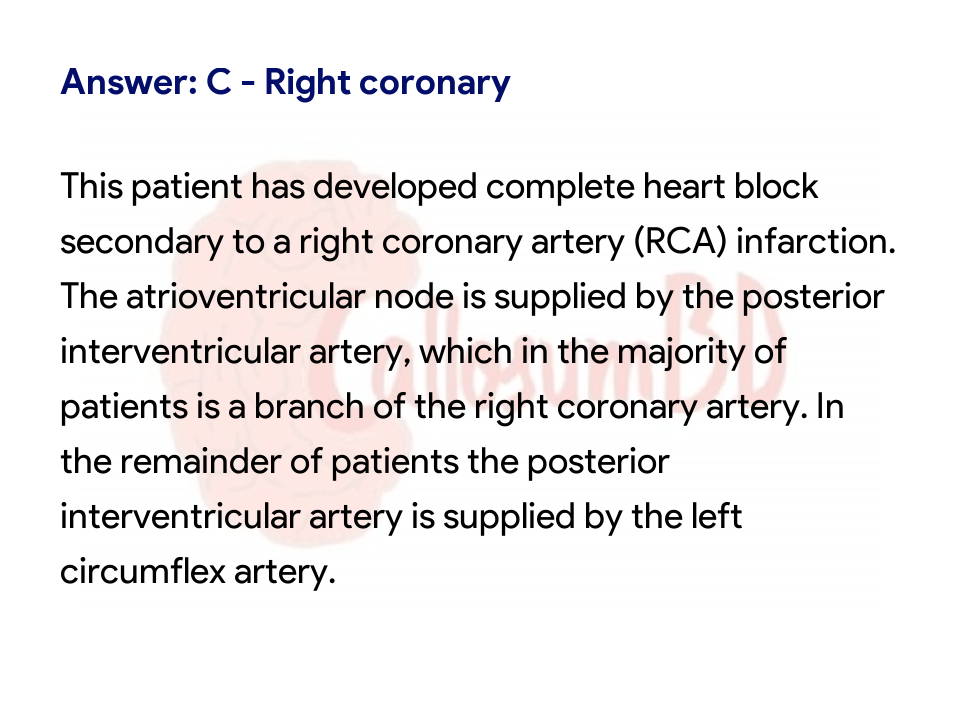 Answer: C - Right coronary
This patient has developed complete heart block
secondary to a right coronary artery (RCA) infarction.
The atrioventricular node is supplied by the posterior
interventricular artery, which in the majority of
patients is a branch of the right coronary artery. In
the remainder of patients the posterior
interventricular artery is supplied by the left
circumflex artery.
CallosumBD